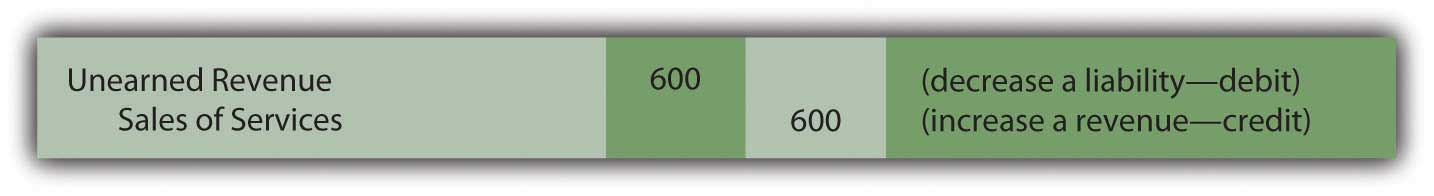 Unearned Revenue 600 (decrease a liability—debit)
Sales of Services 600 (increase a revenue—credit)